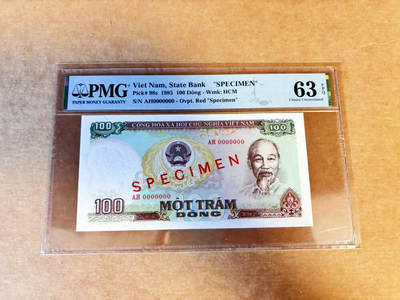 PMG
PAPER MONEY GUARANTY
Viet Nam, State Bank "SPECIMEN"
Pick# 98s 1985 100 Dông - Wmk: HCM
S/N AH0000000 - Ovpt. Red "Specimen"
63 EPQ
Choice Uncirculated
100 CỘNG HÒA XÃ HỘI CHỦ NGHĨA VIỆT NAM 100
AH 0000000
SPECIMEN
AH 0000000
100 MỘT TRĂM
ĐỒNG